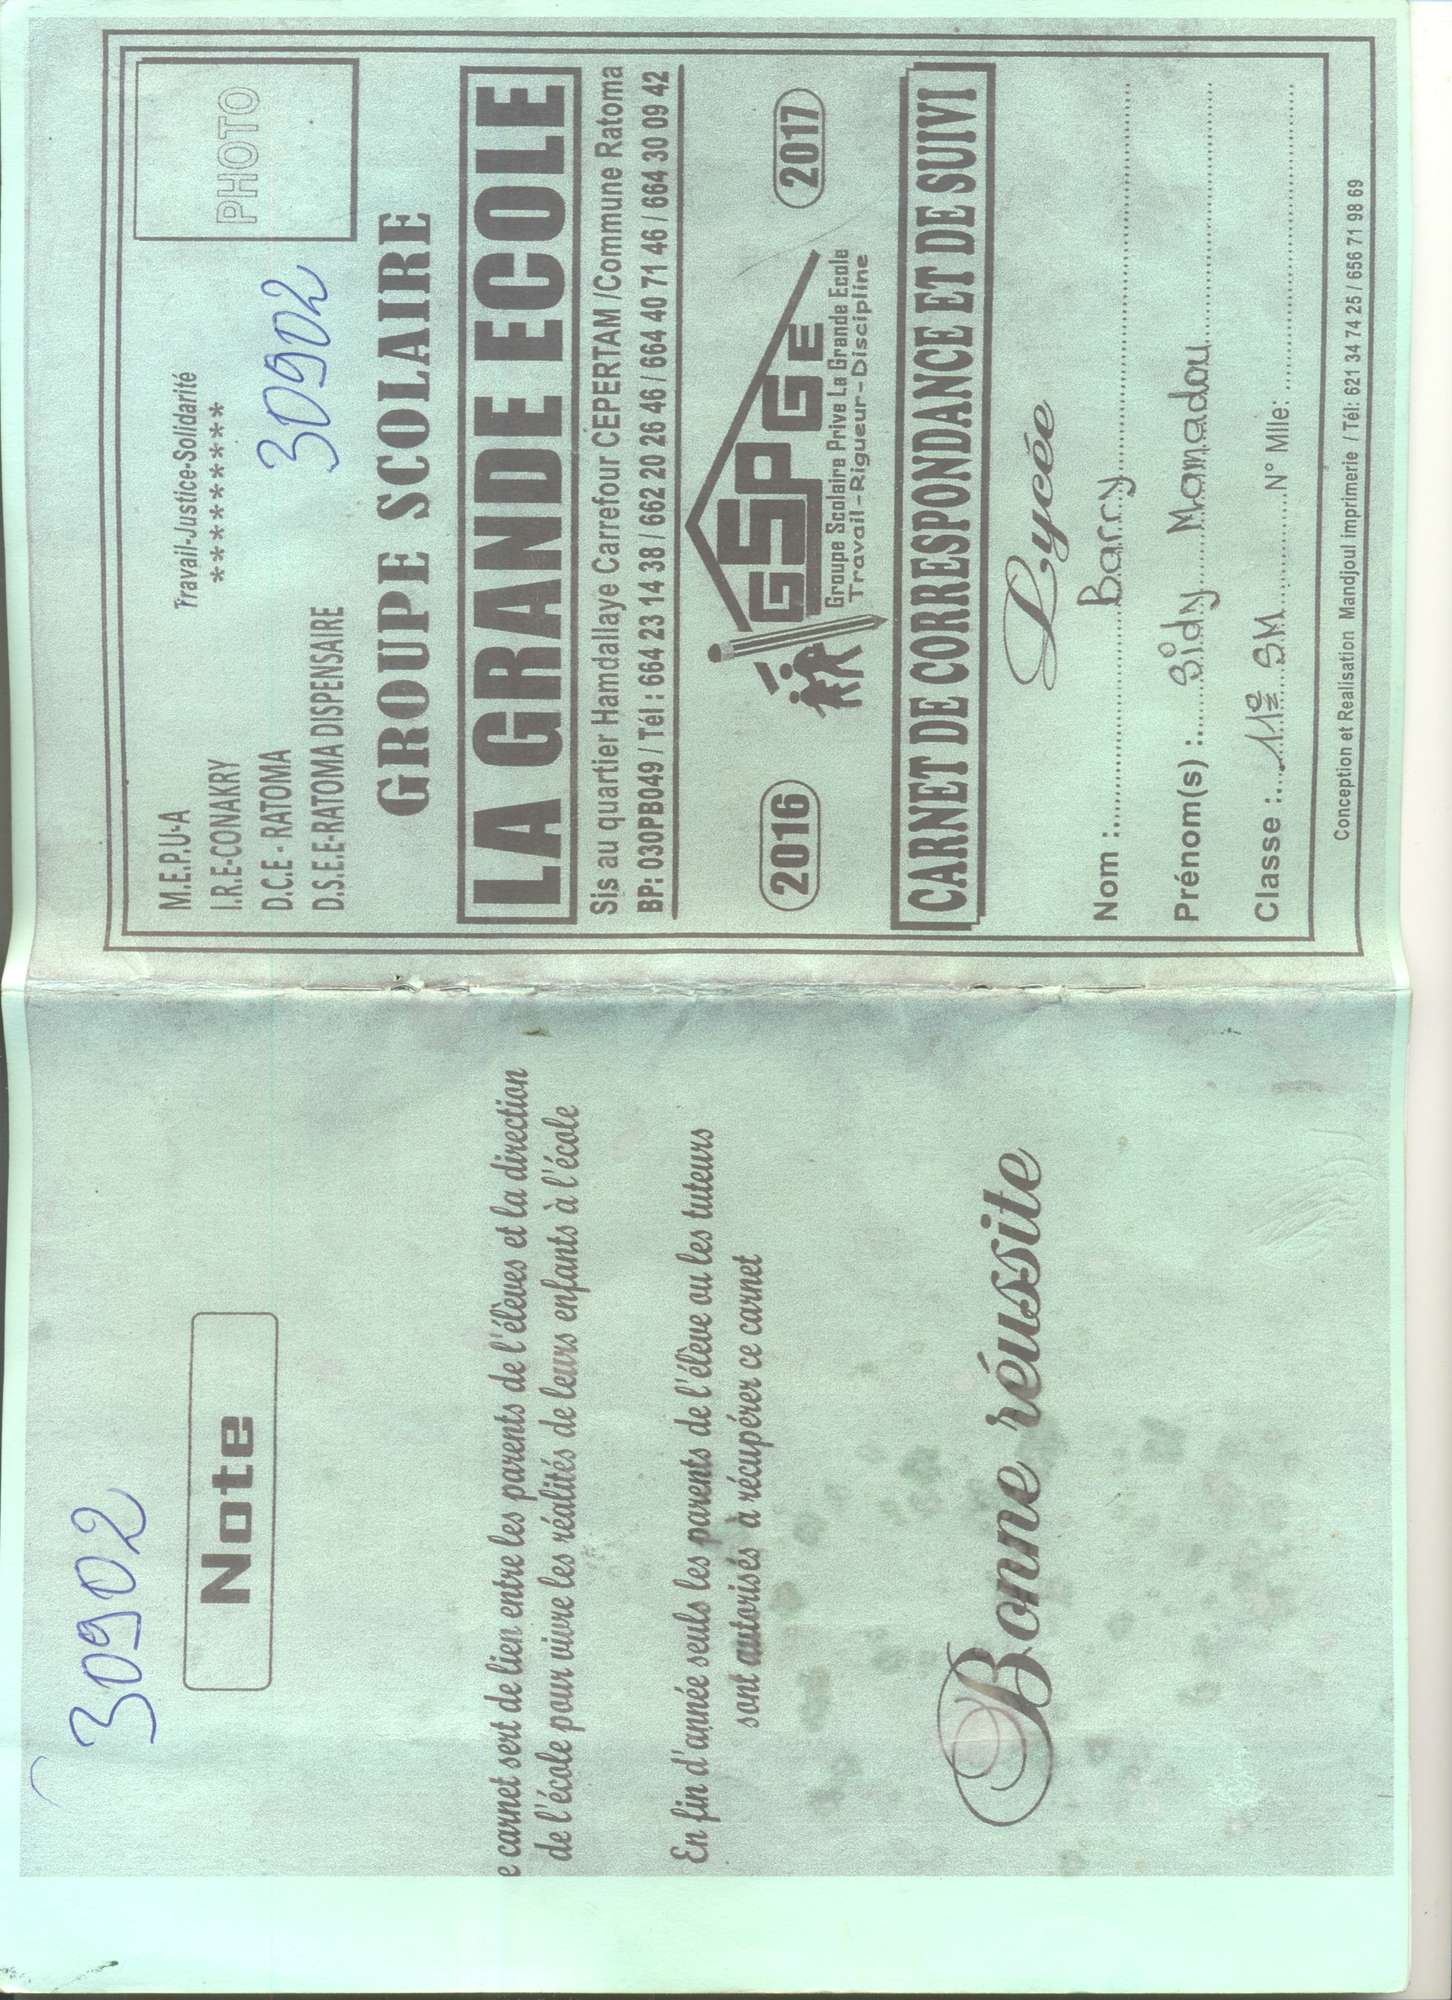 30902
Note
e carnet sert de lien entre les parents de l'élèves et la direction
de l'école pour vivre les réalités de leurs enfants à l'école
En fin d'année seuls les parents de l'élève ou les tuteurs
sont autorisés à récupérer ce carnet
Bonne réussite
M.E.P.U-A
Travail-Justice-Solidarité
I.R.E-CONAKRY
********
D.C.E - RATOMA
30902
D.S.E.E-RATOMA DISPENSAIRE
PHOTO
GROUPE SCOLAIRE
LA GRANDE ECOLE
Sis au quartier Hamdallaye Carrefour CEPERTAM /Commune Ratoma
BP: 030PB049 / Tél : 664 23 14 38 / 662 20 26 46 / 664 40 71 46 / 664 30 09 42
2016
GSPGE
Groupe Scolaire Prive La Grande Ecole
Travail-Rigueur-Discipline
2017
CARNET DE CORRESPONDANCE ET DE SUIVI
Lycée
Nom : Barry
Prénom(s) : Sidy Mamadou
Classe : 11e SM N° Mlle:
Conception et Realisation Mandjoul imprimerie / Tél: 621 34 74 25 / 656 71 98 69